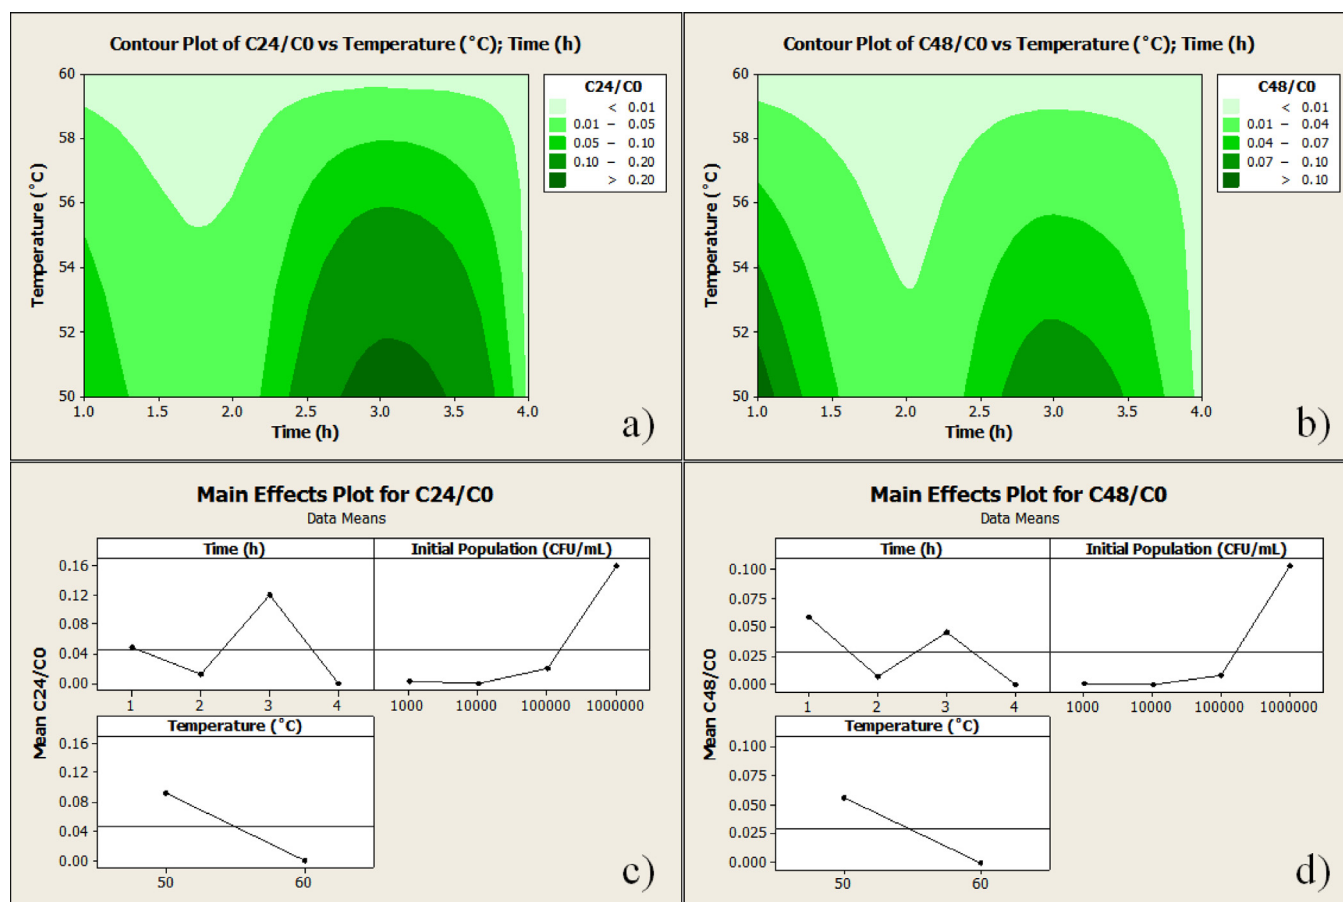 Contour Plot of C24/C0 vs Temperature (°C); Time (h)
60
58
56
54
52
50
Temperature (°C)
1.0 1.5 2.0 2.5 3.0 3.5 4.0
Time (h)
C24/C0
< 0.01
0.01 – 0.05
0.05 – 0.10
0.10 – 0.20
> 0.20
a)
Contour Plot of C48/C0 vs Temperature (°C); Time (h)
60
58
56
54
52
50
Temperature (°C)
1.0 1.5 2.0 2.5 3.0 3.5 4.0
Time (h)
C48/C0
< 0.01
0.01 – 0.04
0.04 – 0.07
0.07 – 0.10
> 0.10
b)
Main Effects Plot for C24/C0
Data Means
Mean C24/C0
Time (h) Initial Population (CFU/mL)
0.16
0.12
0.08
0.04
0.00
1 2 3 4 1000 10000 100000 1000000
Temperature (°C)
0.16
0.12
0.08
0.04
0.00
50 60
c)
Main Effects Plot for C48/C0
Data Means
Mean C48/C0
Time (h) Initial Population (CFU/mL)
0.100
0.075
0.050
0.025
0.000
1 2 3 4 1000 10000 100000 1000000
Temperature (°C)
0.100
0.075
0.050
0.025
0.000
50 60
d)